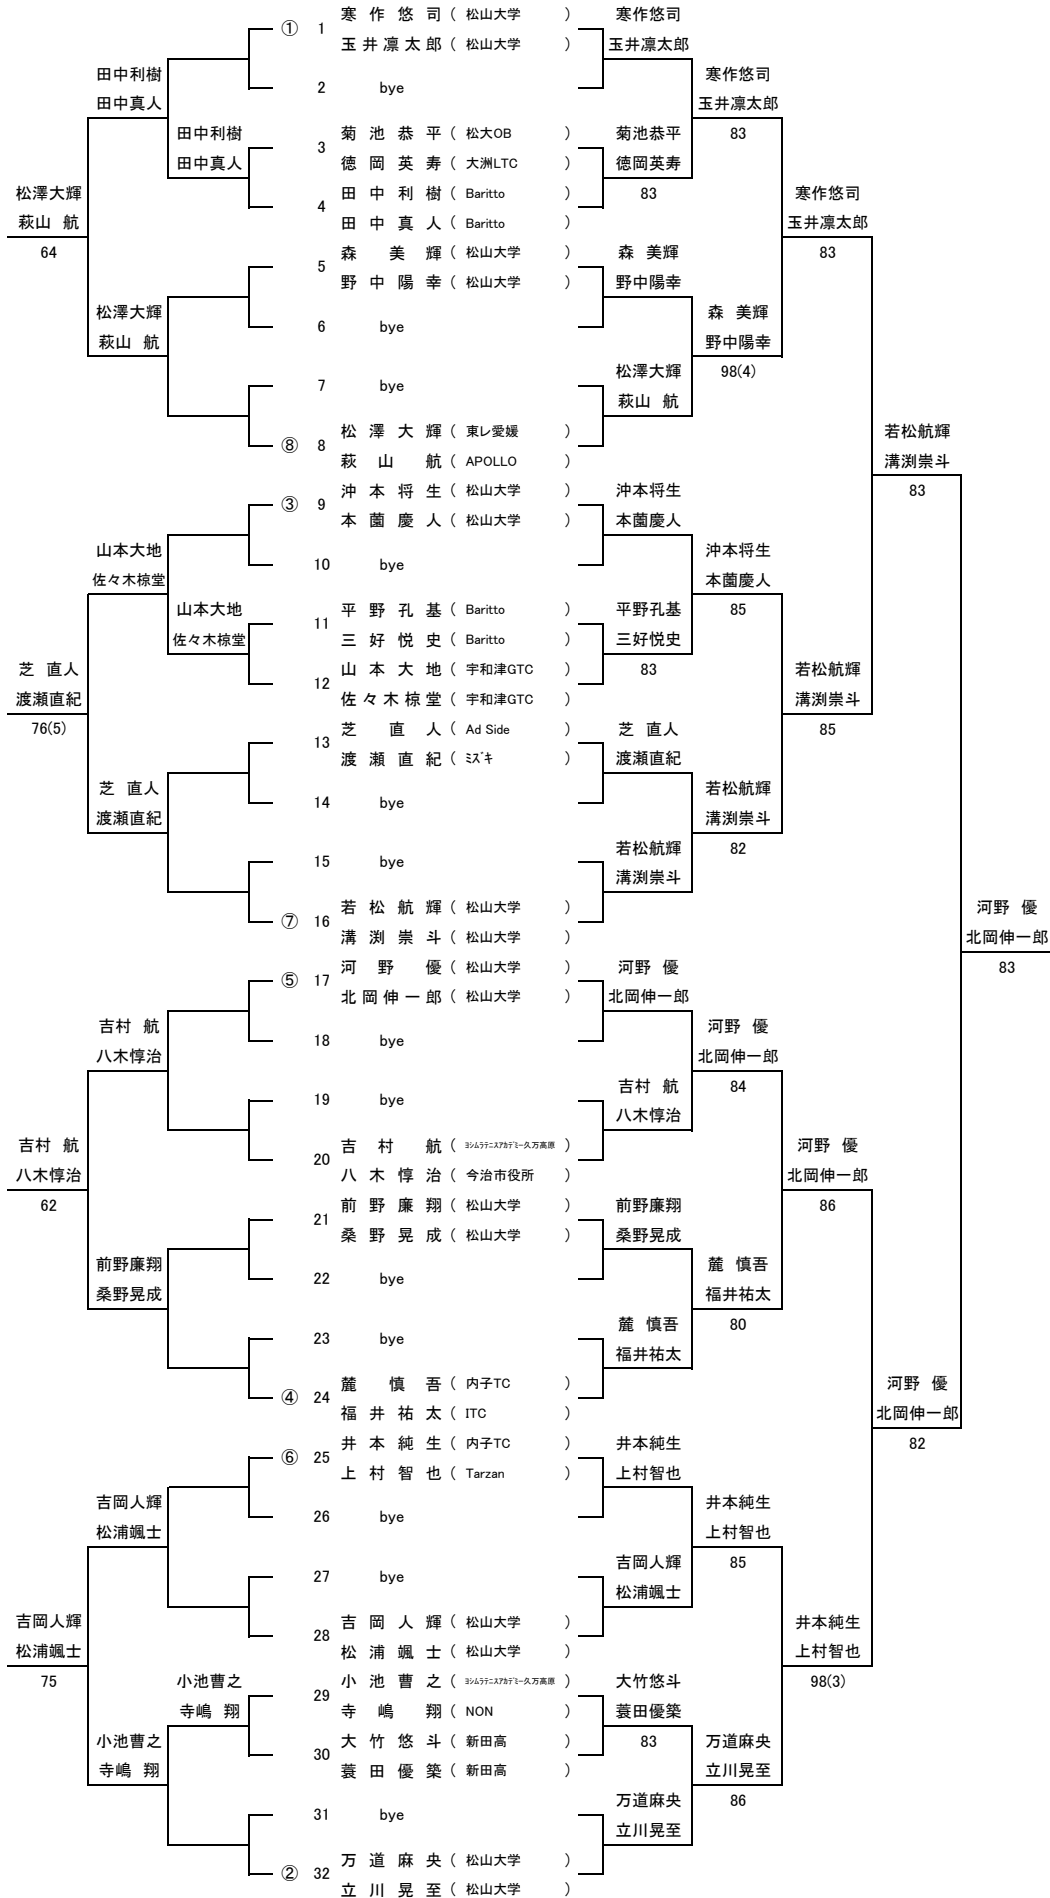 ① 1 寒作悠司 ( 松山大学 ) 寒作悠司
玉井凛太郎 ( 松山大学 ) 玉井凛太郎
田中利樹 2 bye 寒作悠司
田中真人 玉井凛太郎
田中利樹 3 菊池恭平 ( 松大OB ) 菊池恭平 83
田中真人 徳岡英寿 ( 大洲LTC ) 徳岡英寿
松澤大輝 4 田中利樹 ( Baritto ) 83 寒作悠司
萩山 航 田中真人 ( Baritto ) 玉井凛太郎
64 5 森美輝 ( 松山大学 ) 森 美輝 83
野中陽幸 ( 松山大学 ) 野中陽幸
松澤大輝 6 bye 森 美輝
萩山 航 野中陽幸
7 bye 松澤大輝 98(4)
萩山 航
⑧ 8 松澤大輝 ( 東レ愛媛 ) 若松航輝
萩山航 ( APOLLO ) 溝渕崇斗
③ 9 沖本将生 ( 松山大学 ) 沖本将生 83
本薗慶人 ( 松山大学 ) 本薗慶人
山本大地 10 bye 沖本将生
佐々木椋堂 本薗慶人
山本大地 11 平野孔基 ( Baritto ) 平野孔基 85
佐々木椋堂 三好悦史 ( Baritto ) 三好悦史
芝 直人 12 山本大地 ( 宇和津GTC ) 83 若松航輝
渡瀬直紀 佐々木椋堂 ( 宇和津GTC ) 溝渕崇斗
76(5) 13 芝直人 ( Ad Side ) 芝 直人 85
渡瀬直紀 ( ミズキ ) 渡瀬直紀
芝 直人 14 bye 若松航輝
渡瀬直紀 溝渕崇斗
15 bye 若松航輝 82
溝渕崇斗
⑦ 16 若松航輝 ( 松山大学 ) 河野 優
溝渕崇斗 ( 松山大学 ) 北岡伸一郎
⑤ 17 河野優 ( 松山大学 ) 河野 優 83
北岡伸一郎 ( 松山大学 ) 北岡伸一郎
吉村 航 18 bye 河野 優
八木惇治 北岡伸一郎
19 bye 吉村 航 84
八木惇治
吉村 航 20 吉村航 ( ヨシムラテニスアカデミー久万高原 ) 河野 優
八木惇治 八木惇治 ( 今治市役所 ) 北岡伸一郎
62 21 前野廉翔 ( 松山大学 ) 前野廉翔 86
桑野晃成 ( 松山大学 ) 桑野晃成
前野廉翔 22 bye 麓 慎吾
桑野晃成 福井祐太
23 bye 麓 慎吾 80
福井祐太
④ 24 麓慎吾 ( 内子TC ) 河野 優
福井祐太 ( ITC ) 北岡伸一郎
⑥ 25 井本純生 ( 内子TC ) 井本純生 82
上村智也 ( Tarzan ) 上村智也
吉岡人輝 26 bye 井本純生
松浦颯士 上村智也
27 bye 吉岡人輝 85
松浦颯士
吉岡人輝 28 吉岡人輝 ( 松山大学 ) 井本純生
松浦颯士 松浦颯士 ( 松山大学 ) 上村智也
75 小池曹之 29 小池曹之 ( ヨシムラテニスアカデミー久万高原 ) 大竹悠斗 98(3)
寺嶋 翔 寺嶋翔 ( NON ) 蓑田優築
小池曹之 30 大竹悠斗 ( 新田高 ) 83 万道麻央
寺嶋 翔 蓑田優築 ( 新田高 ) 立川晃至
31 bye 万道麻央 86
立川晃至
② 32 万道麻央 ( 松山大学 )
立川晃至 ( 松山大学 )